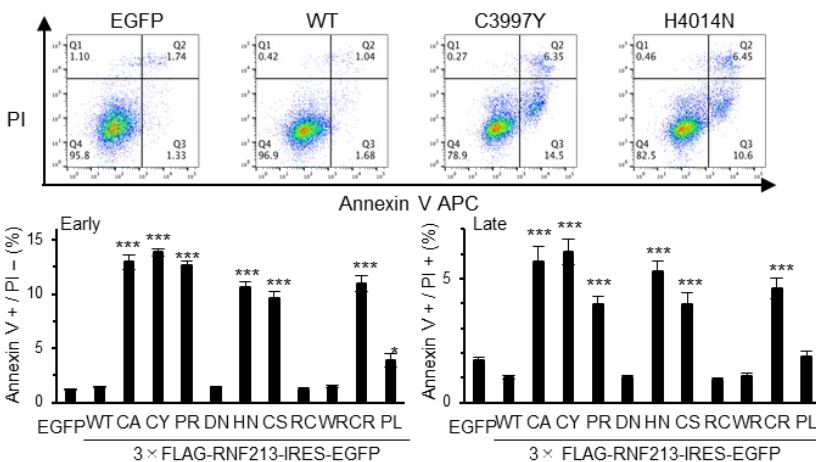 EGFP WT C3997Y H4014N
Q1 Q2 Q1 Q2 Q1 Q2 Q1 Q2
1.10 1.74 0.42 1.04 0.27 6.35 0.46 6.45
PI
Q4 Q3 Q4 Q3 Q4 Q3 Q4 Q3
95.8 1.33 96.9 1.68 78.9 14.5 82.5 10.6
Annexin V APC
Early
Annexin V + / PI – (%)
15
10
5
0
*** *** *** *** *** *** *
EGFP WT CA CY PR DN HN CS RC WR CR PL
3 × FLAG-RNF213-IRES-EGFP
Late
Annexin V + / PI + (%)
5
0
*** *** *** *** *** ***
EGFP WT CA CY PR DN HN CS RC WR CR PL
3 × FLAG-RNF213-IRES-EGFP